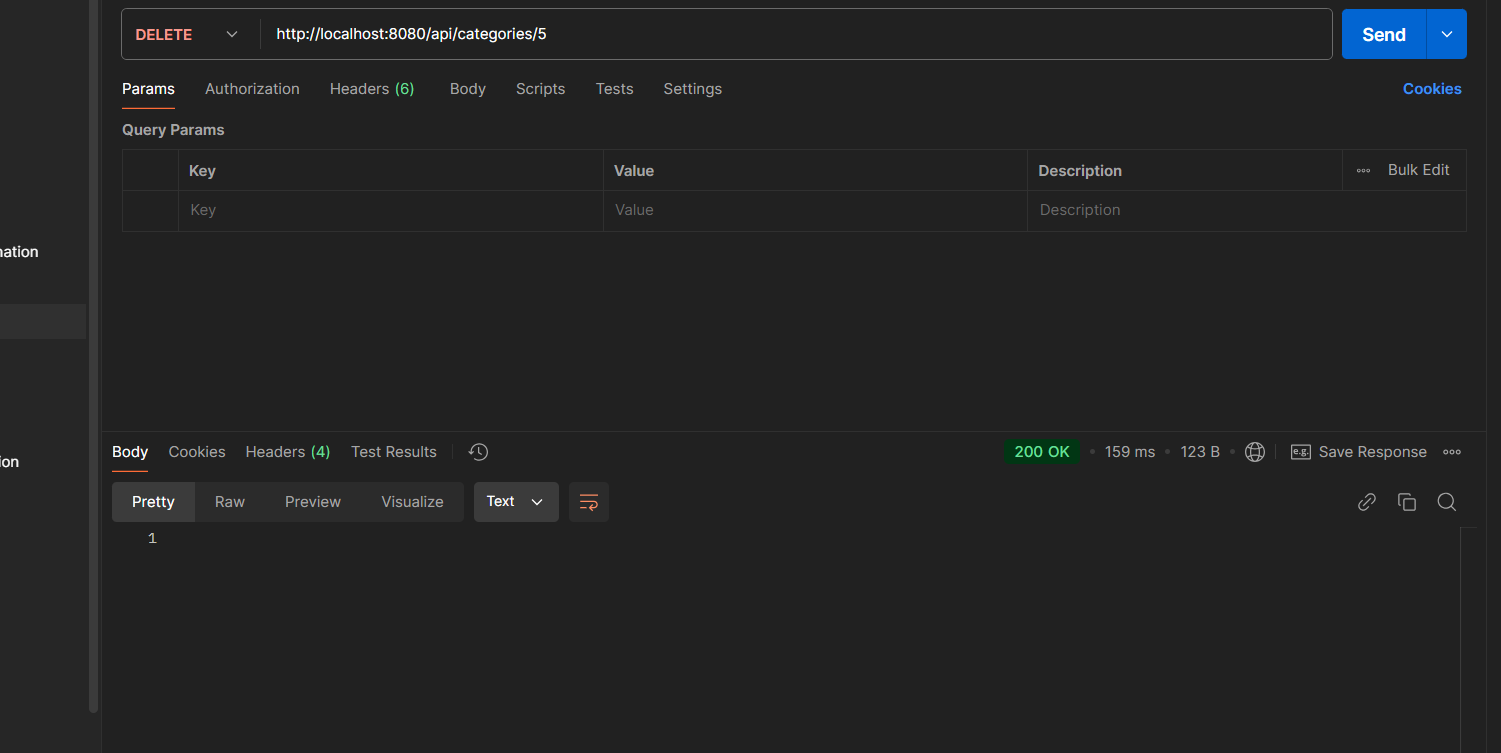 DELETE http://localhost:8080/api/categories/5 Send
Params Authorization Headers (6) Body Scripts Tests Settings Cookies
Query Params
Key Value Description Bulk Edit
Key Value Description
nation
ion
Body Cookies Headers (4) Test Results 200 OK • 159 ms • 123 B • e.g. Save Response
Pretty Raw Preview Visualize Text
1